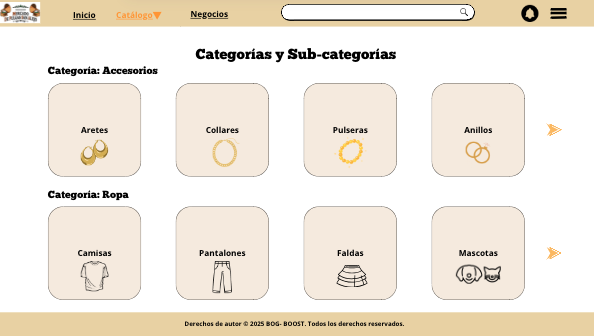 Inicio
Catálogo
Negocios
Categorías y Sub-categorías
Categoría: Accesorios
Aretes
Collares
Pulseras
Anillos
Categoría: Ropa
Camisas
Pantalones
Faldas
Mascotas
Derechos de autor © 2025 BOG- BOOST. Todos los derechos reservados.